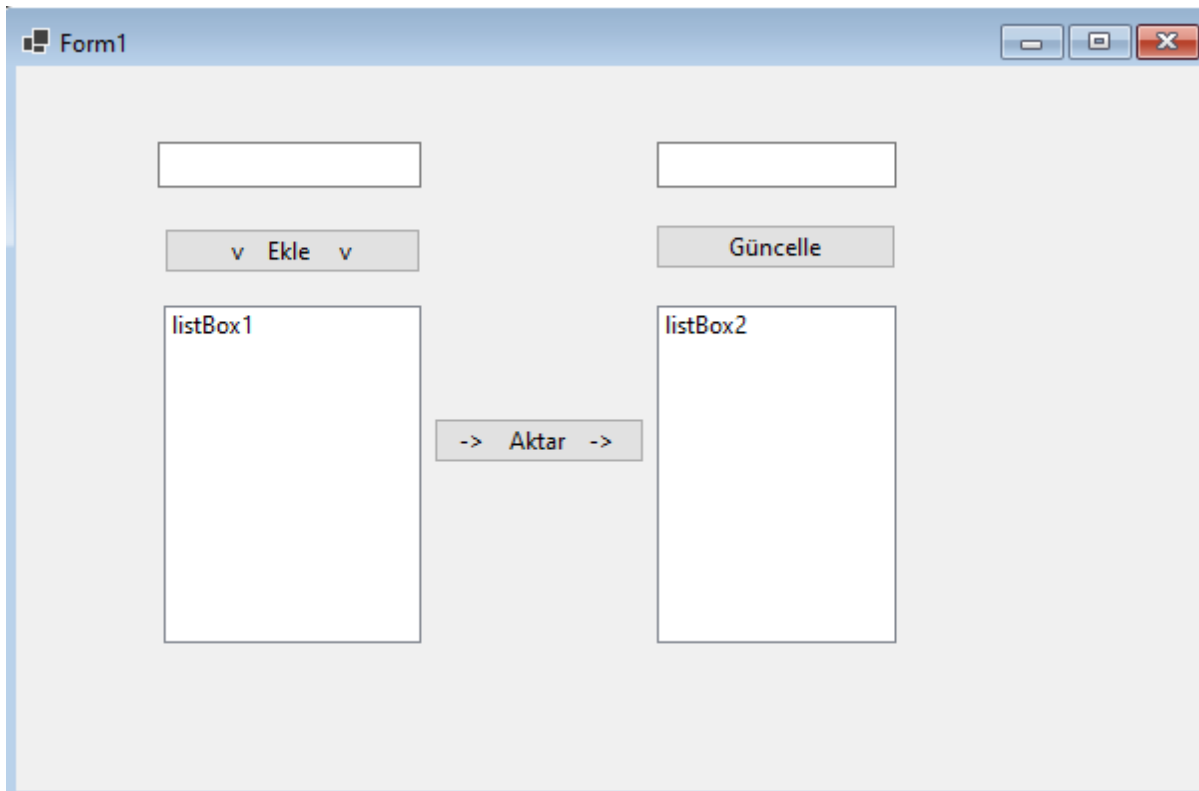 Form1
v Ekle v
Güncelle
listBox1
listBox2
-> Aktar ->